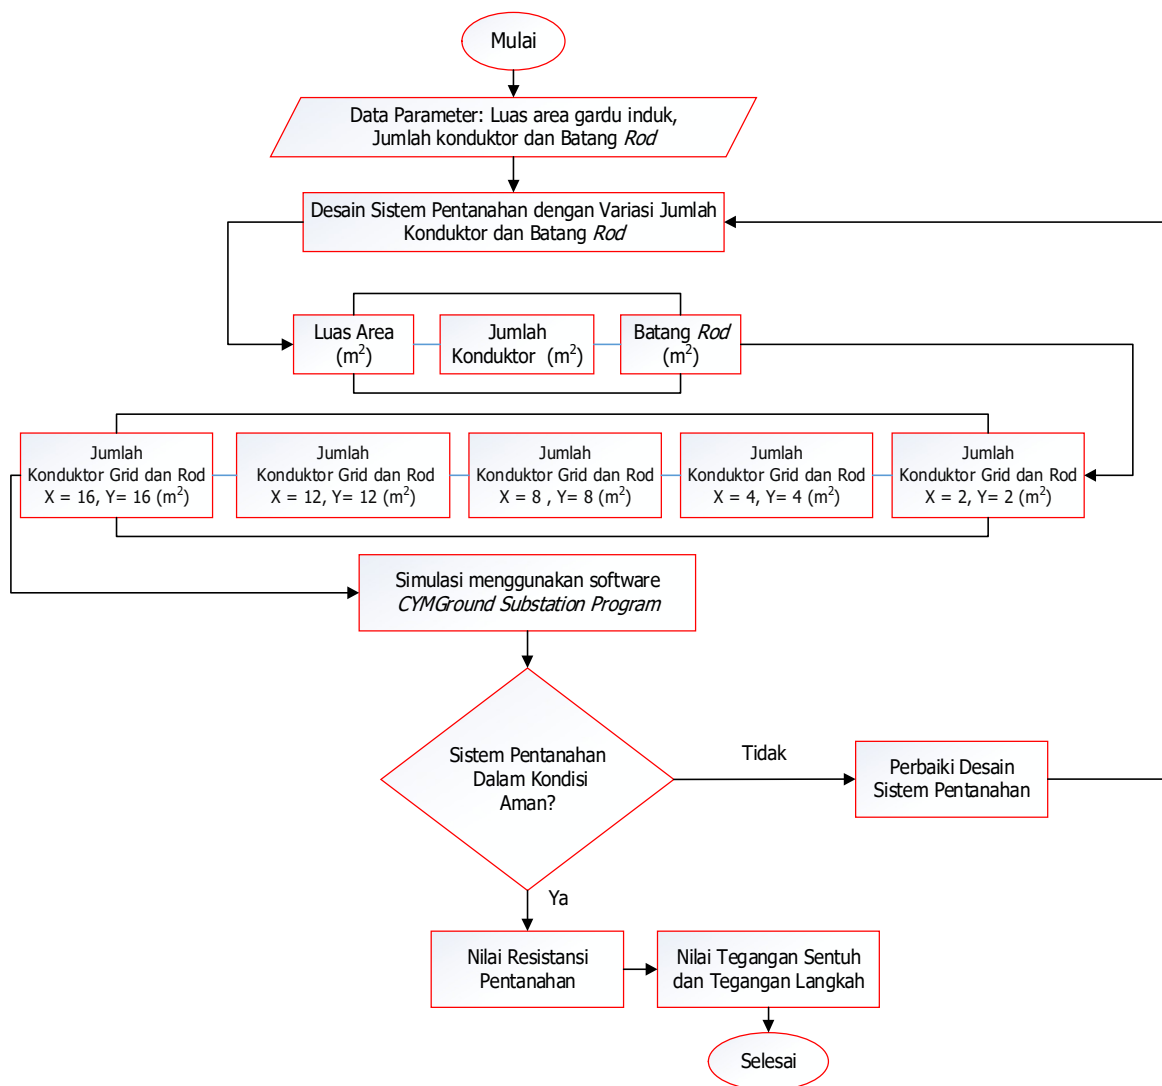 Mulai
Data Parameter: Luas area gardu induk,
Jumlah konduktor dan Batang Rod
Desain Sistem Pentanahan dengan Variasi Jumlah
Konduktor dan Batang Rod
Luas Area
(m²)
Jumlah
Konduktor (m²)
Batang Rod
(m²)
Jumlah
Konduktor Grid dan Rod
X = 16, Y= 16 (m²)
Jumlah
Konduktor Grid dan Rod
X = 12, Y= 12 (m²)
Jumlah
Konduktor Grid dan Rod
X = 8 , Y= 8 (m²)
Jumlah
Konduktor Grid dan Rod
X = 4, Y= 4 (m²)
Jumlah
Konduktor Grid dan Rod
X = 2, Y= 2 (m²)
Simulasi menggunakan software
CYMGround Substation Program
Sistem Pentanahan
Dalam Kondisi
Aman?
Tidak
Perbaiki Desain
Sistem Pentanahan
Ya
Nilai Resistansi
Pentanahan
Nilai Tegangan Sentuh
dan Tegangan Langkah
Selesai